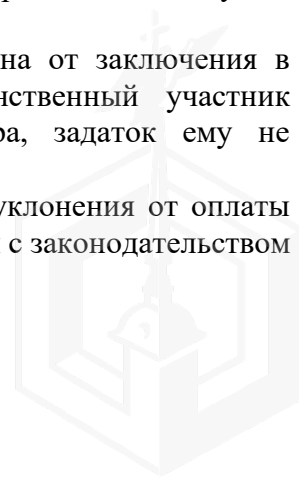 на от заключения в
нственный участник
ра, задаток ему не
уклонения от оплаты
с законодательством